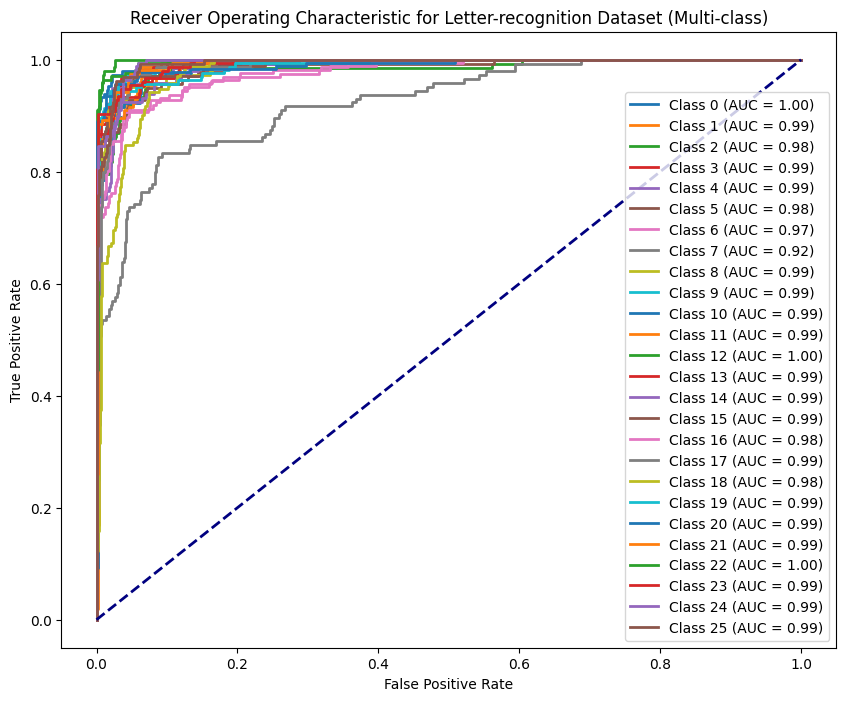 Receiver Operating Characteristic for Letter-recognition Dataset (Multi-class)
1.0
0.8
0.6
0.4
0.2
0.0
True Positive Rate
Class 0 (AUC = 1.00)
Class 1 (AUC = 0.99)
Class 2 (AUC = 0.98)
Class 3 (AUC = 0.99)
Class 4 (AUC = 0.99)
Class 5 (AUC = 0.98)
Class 6 (AUC = 0.97)
Class 7 (AUC = 0.92)
Class 8 (AUC = 0.99)
Class 9 (AUC = 0.99)
Class 10 (AUC = 0.99)
Class 11 (AUC = 0.99)
Class 12 (AUC = 1.00)
Class 13 (AUC = 0.99)
Class 14 (AUC = 0.99)
Class 15 (AUC = 0.99)
Class 16 (AUC = 0.98)
Class 17 (AUC = 0.99)
Class 18 (AUC = 0.98)
Class 19 (AUC = 0.99)
Class 20 (AUC = 0.99)
Class 21 (AUC = 0.99)
Class 22 (AUC = 1.00)
Class 23 (AUC = 0.99)
Class 24 (AUC = 0.99)
Class 25 (AUC = 0.99)
0.0 0.2 0.4 0.6 0.8 1.0
False Positive Rate